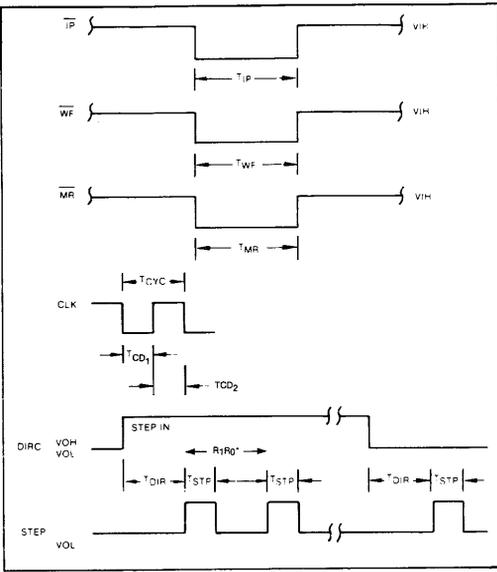 IP VIH
TIP
WF VIH
TWF
MR VIH
TMR
TCYC
CLK
TCD1
TCD2
STEP IN
DIRC VOH
VOL
R1R0*
TDIR TSTP TSTP TDIR TSTP
STEP
VOL